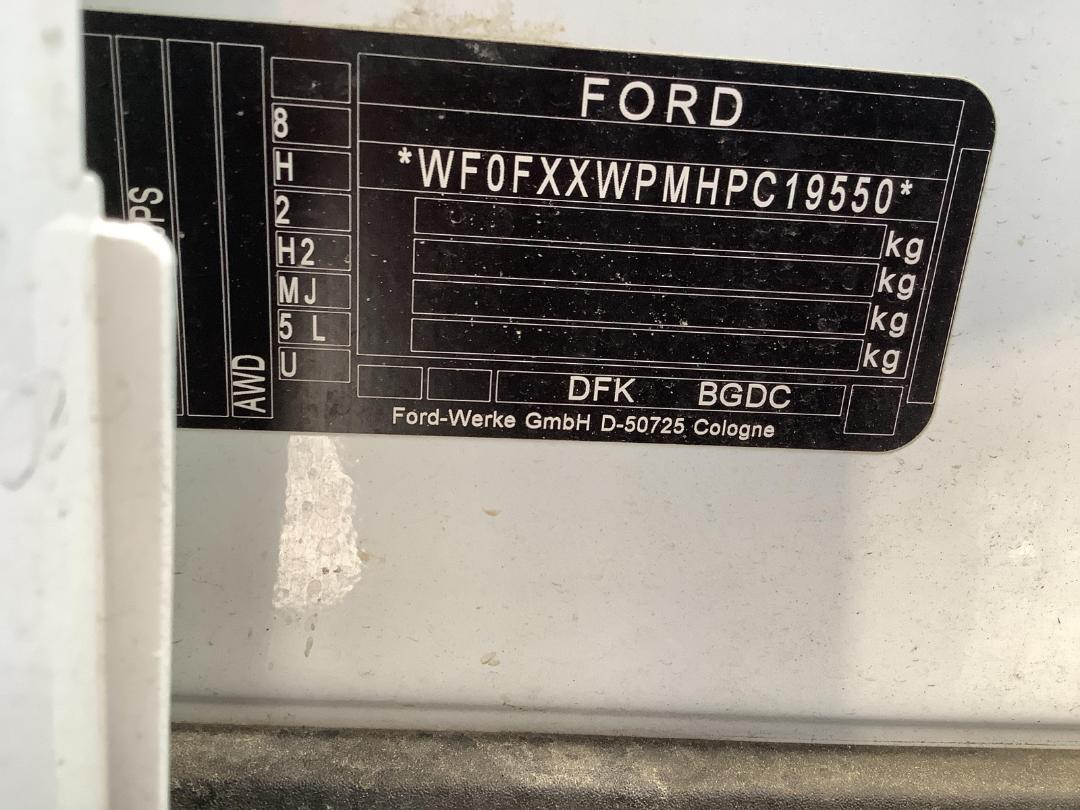 FORD
*WF0FXXWPMHPC19550*
kg
kg
kg
kg
8
H
2
H2
MJ
5 L
U
AWD
DFK BGDC
Ford-Werke GmbH D-50725 Cologne